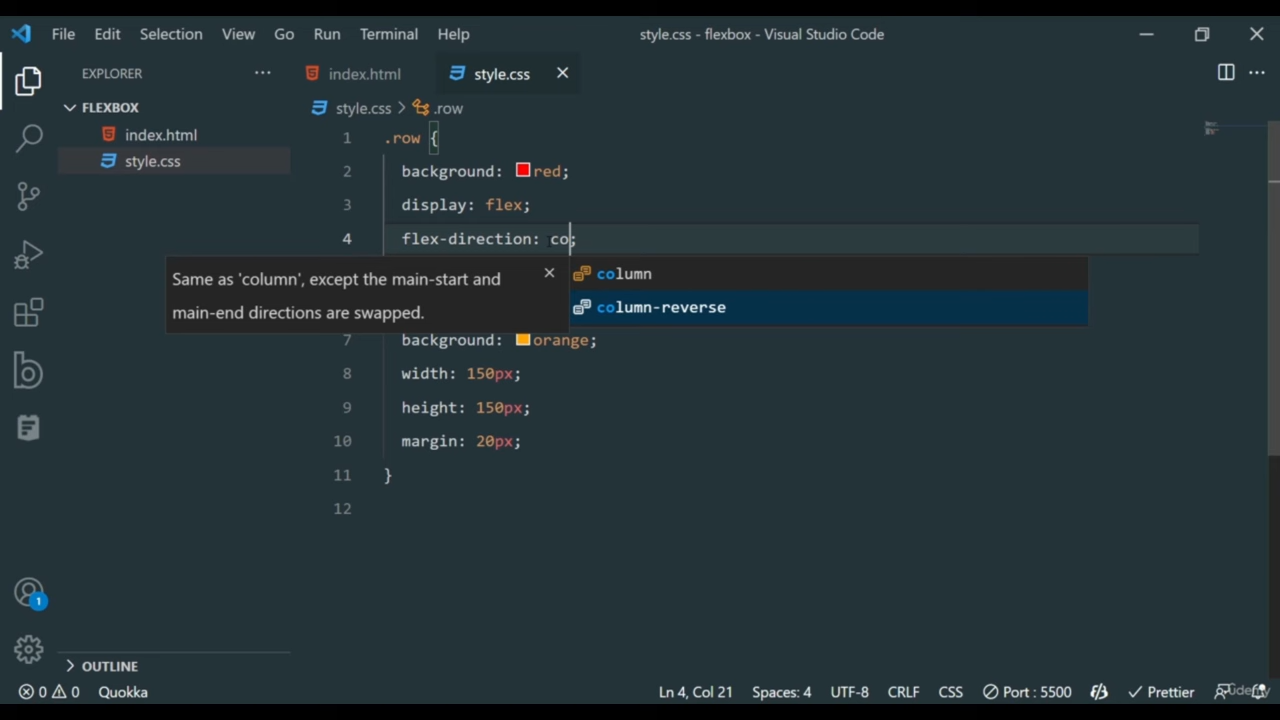 File Edit Selection View Go Run Terminal Help style.css - flexbox - Visual Studio Code
EXPLORER ··· index.html style.css
FLEXBOX style.css > .row
index.html
style.css
1 .row {
2 background: red;
3 display: flex;
4 flex-direction: co;
Same as 'column', except the main-start and
main-end directions are swapped.
column
column-reverse
7 background: orange;
8 width: 150px;
9 height: 150px;
10 margin: 20px;
11 }
12
1
OUTLINE
0 0 Quokka Ln 4, Col 21 Spaces: 4 UTF-8 CRLF CSS Port : 5500 Prettier